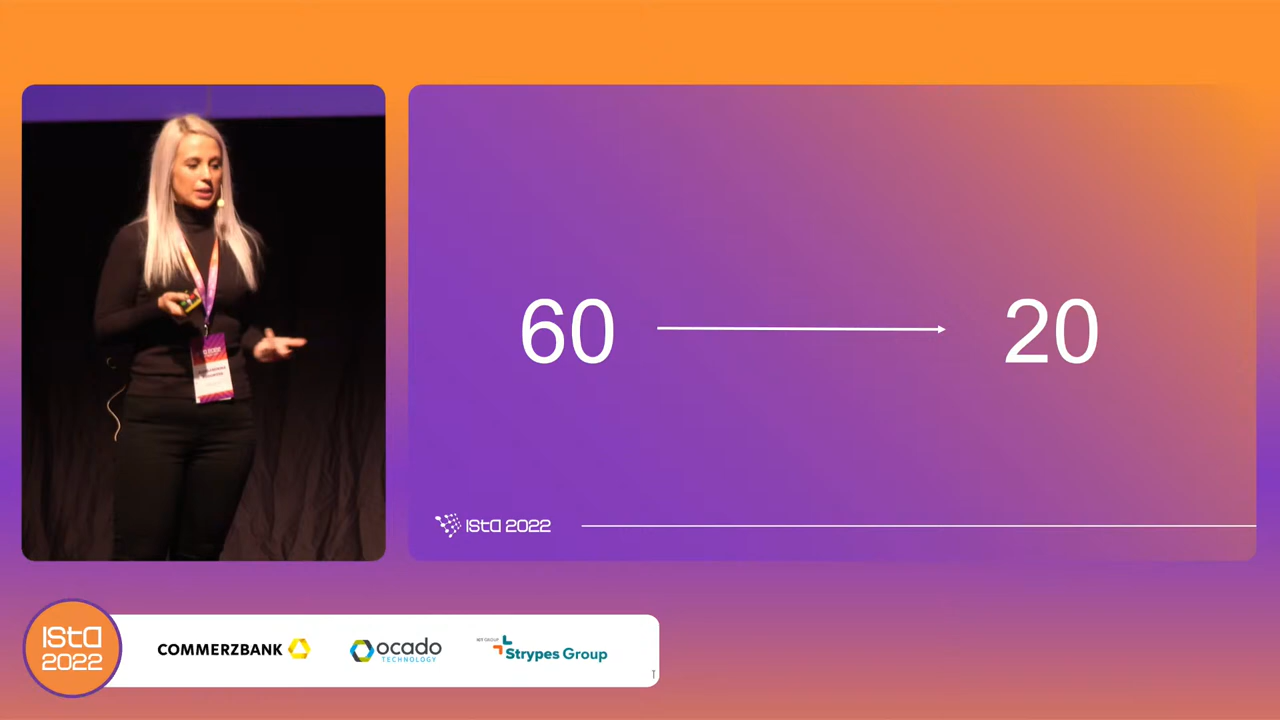 60
20
ISTA 2022
ISTA
2022
COMMERZBANK
ocado
TECHNOLOGY
Strypes Group